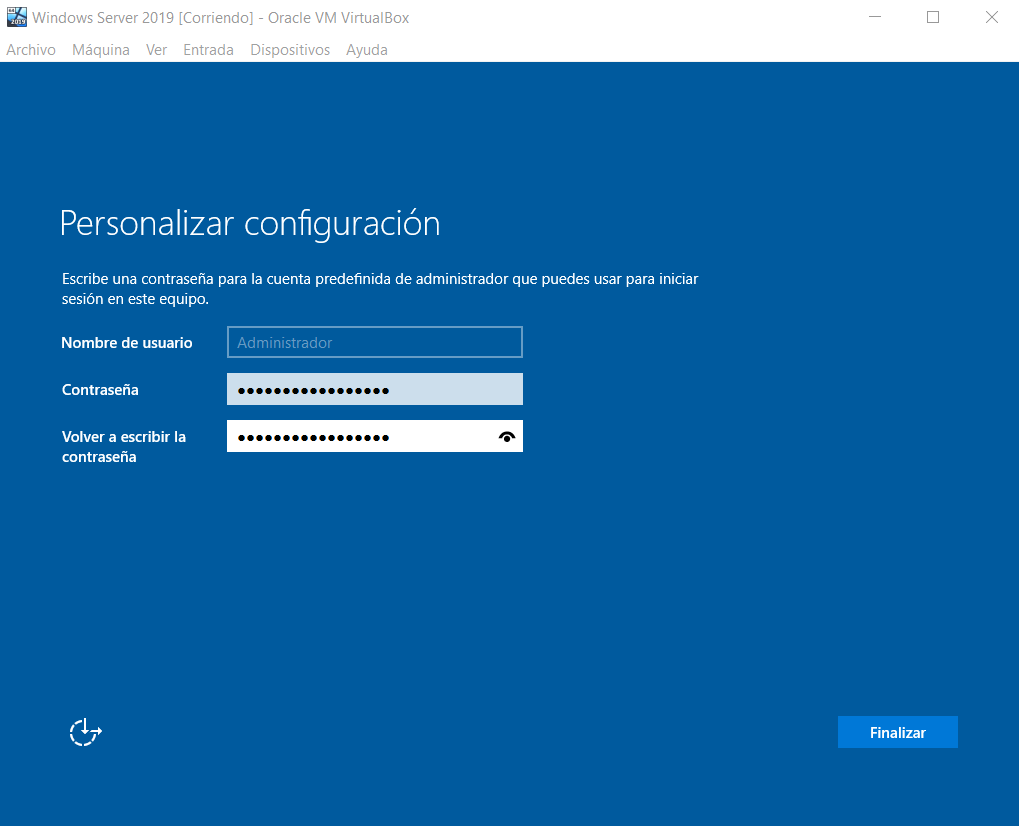 Windows Server 2019 [Corriendo] - Oracle VM VirtualBox
Archivo Máquina Ver Entrada Dispositivos Ayuda
Personalizar configuración
Escribe una contraseña para la cuenta predefinida de administrador que puedes usar para iniciar
sesión en este equipo.
Nombre de usuario Administrador
Contraseña •••••••••••••••••
Volver a escribir la •••••••••••••••••
contraseña
Finalizar